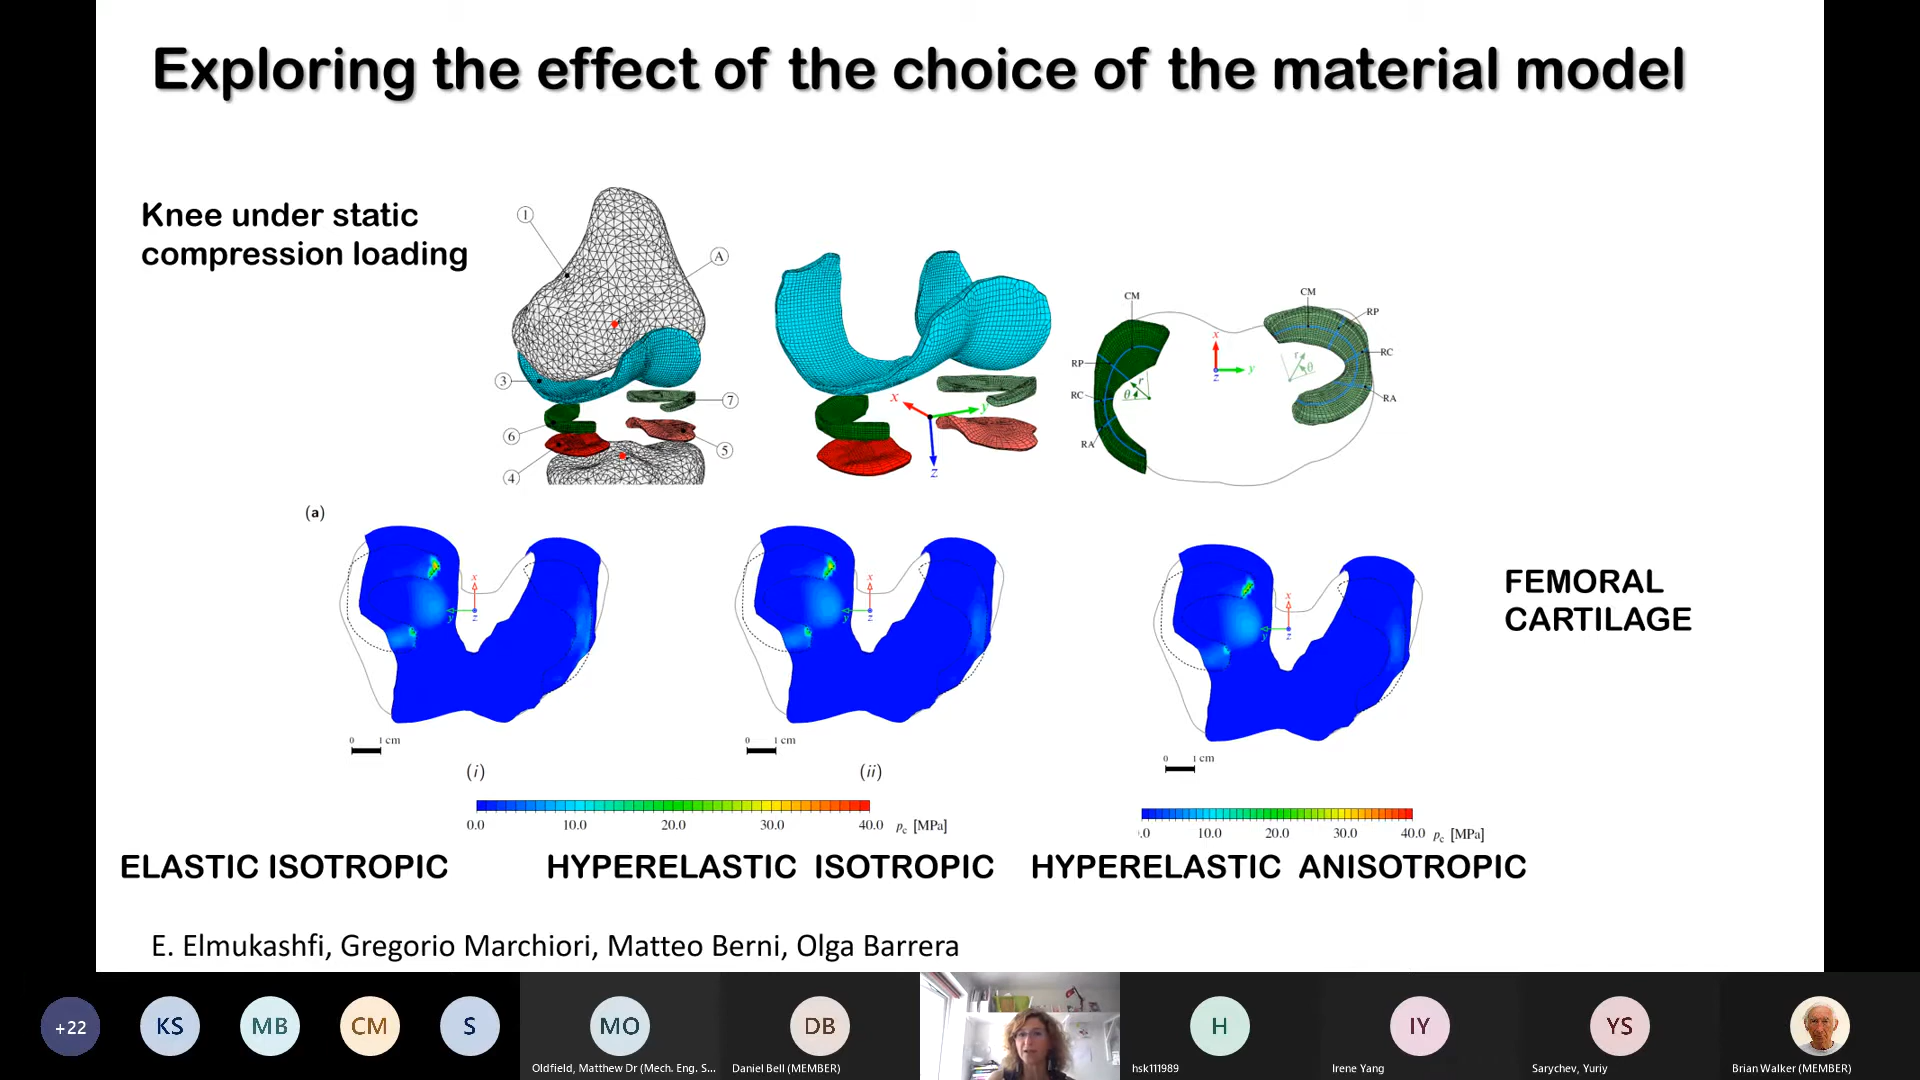 Exploring the effect of the choice of the material model
Knee under static
compression loading
1
A
3
7
6
5
4
x
y
z
CM
CM
RP
RP
RC
RC
RA
RA
r
θ
r
θ
x
y
z
(a)
x
y
z
x
y
z
x
y
z
0 1 cm
0 1 cm
0 1 cm
(i)
(ii)
0.0 10.0 20.0 30.0 40.0 pc [MPa]
.0 10.0 20.0 30.0 40.0 pc [MPa]
FEMORAL
CARTILAGE
ELASTIC ISOTROPIC
HYPERELASTIC ISOTROPIC
HYPERELASTIC ANISOTROPIC
E. Elmukashfi, Gregorio Marchiori, Matteo Berni, Olga Barrera
+22
KS
MB
CM
S
MO
DB
H
IY
YS
Oldfield, Matthew Dr (Mech. Eng. S...
Daniel Bell (MEMBER)
hsk111989
Irene Yang
Sarychev, Yuriy
Brian Walker (MEMBER)